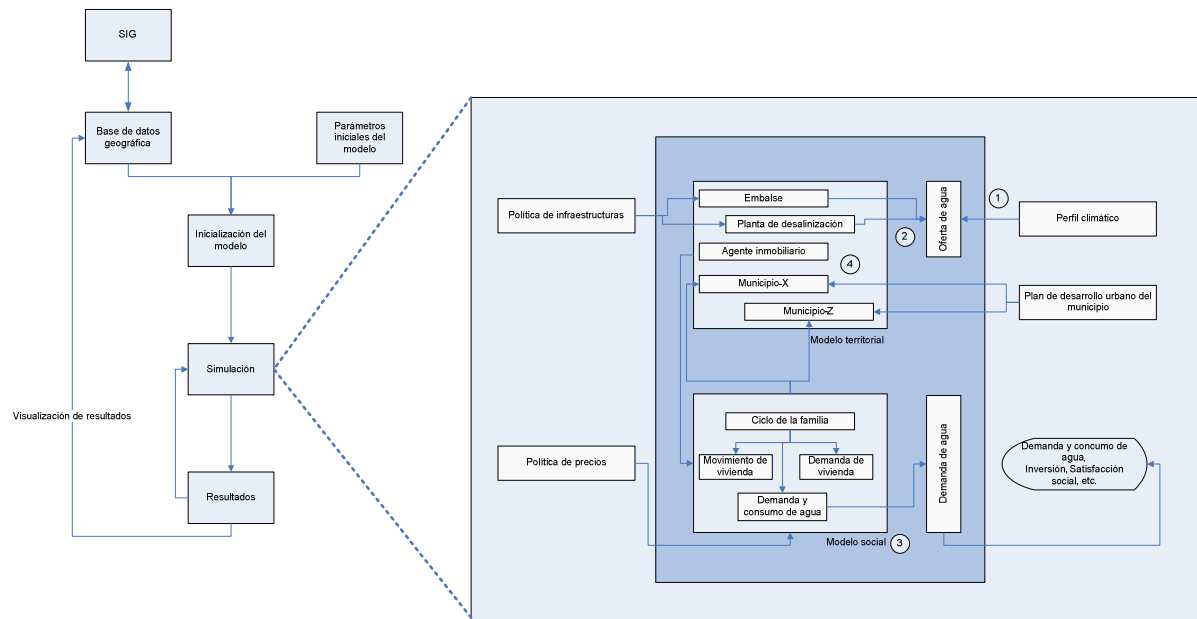 SIG
Base de datos
geográfica
Parámetros
iniciales del
modelo
Inicialización del
modelo
Simulación
Visualización de resultados
Resultados
Política de infraestructuras
Embalse
Planta de desalinización
Agente inmobiliario
Municipio-X
Municipio-Z
Modelo territorial
Oferta de agua
1
2
4
Perfil climático
Plan de desarrollo urbano del
municipio
Política de precios
Ciclo de la familia
Movimiento de
vivienda
Demanda de
vivienda
Demanda y
consumo de agua
Modelo social
3
Demanda de agua
Demanda y consumo de
agua,
Inversión, Satisfacción
social, etc.